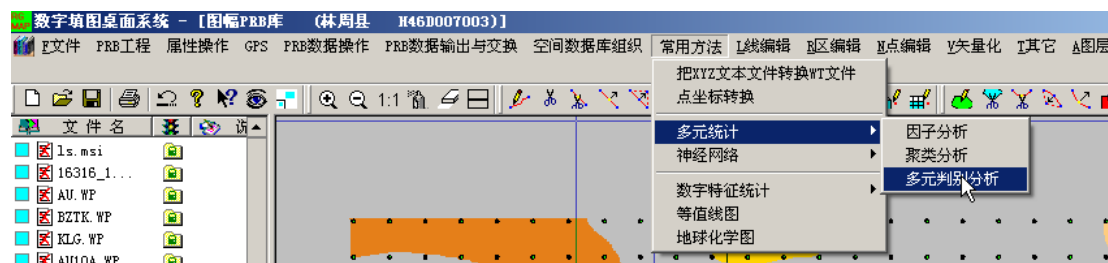 数字填图桌面系统 - [图幅PRB库 (林周县 H46D007003)]
F文件 PRB工程 属性操作 GPS PRB数据操作 PRB数据输出与交换 空间数据库组织 常用方法 L线编辑 R区编辑 N点编辑 Y矢量化 I其它 A图层
把XYZ文本文件转换WT文件
1:1
点坐标转换
文件名
多元统计
因子分析
ls.msi
神经网络
聚类分析
16316_1...
多元判别分析
AU.WP
数字特征统计
BZTK.WP
等值线图
KLG.WP
地球化学图